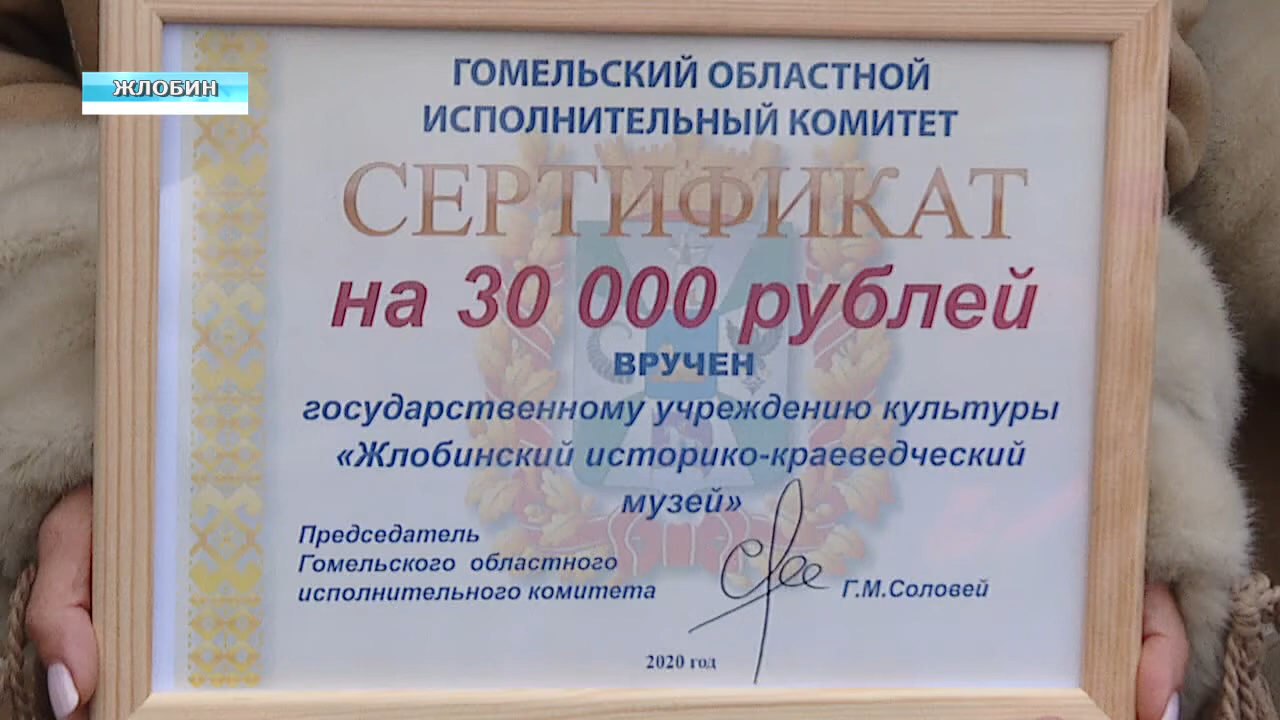 ЖЛОБИН
ГОМЕЛЬСКИЙ ОБЛАСТНОЙ
ИСПОЛНИТЕЛЬНЫЙ КОМИТЕТ
СЕРТИФИКАТ
на 30 000 рублей
ВРУЧЕН
государственному учреждению культуры
«Жлобинский историко-краеведческий
музей»
Председатель
Гомельского областного
исполнительного комитета
Г.М.Соловей
2020 год